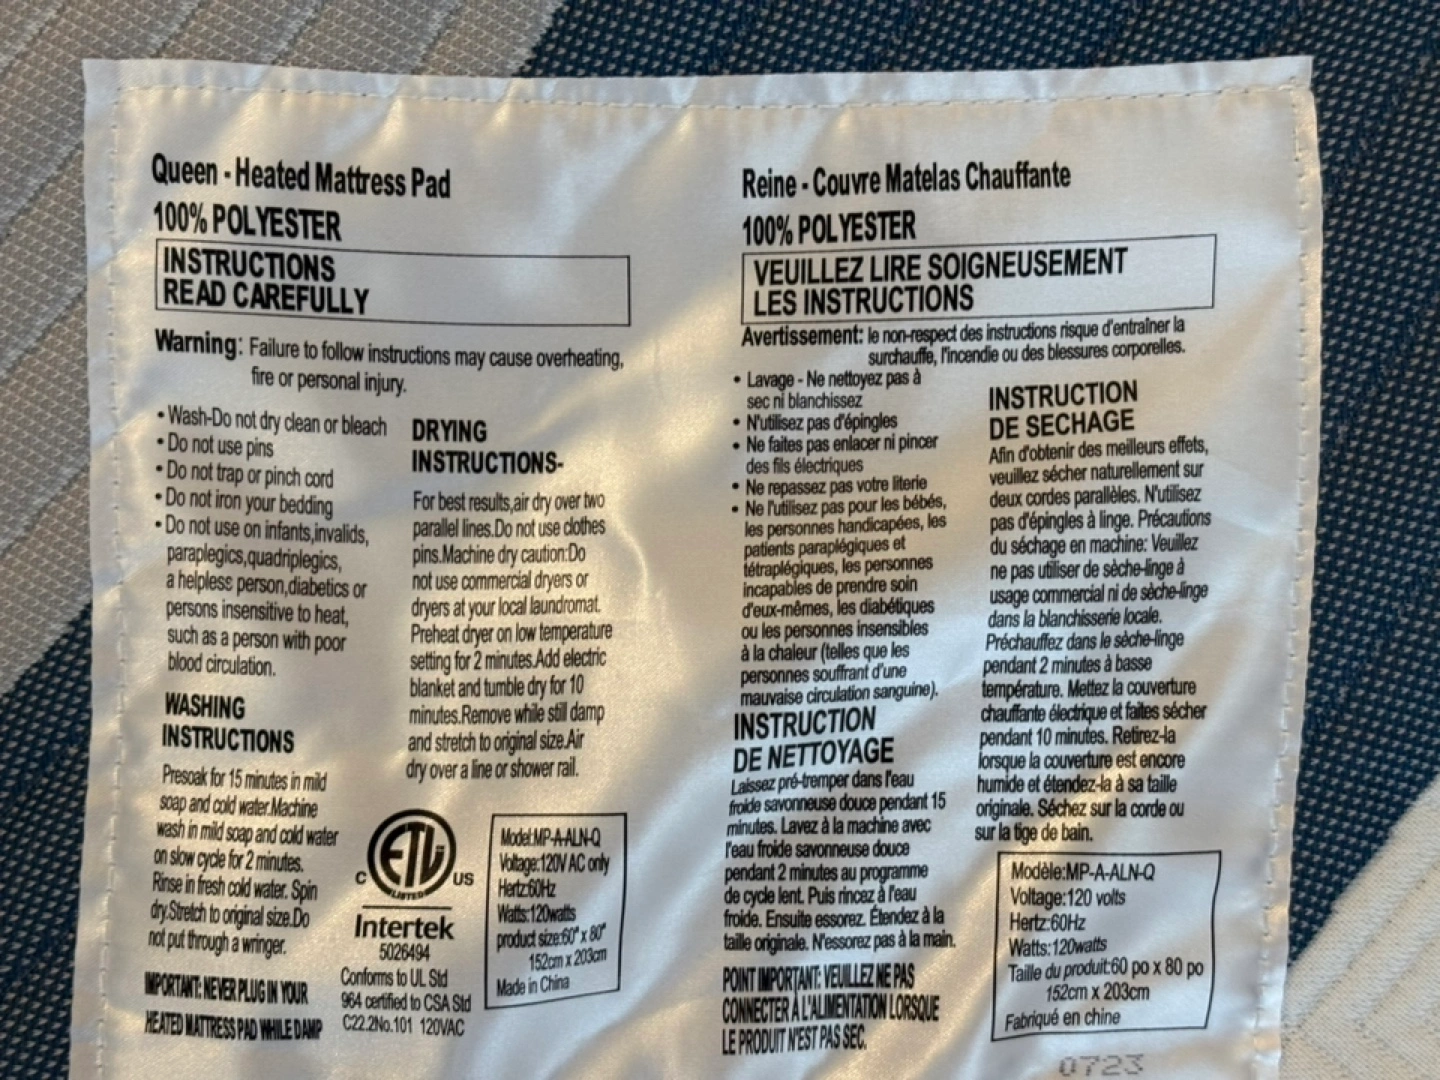 Queen - Heated Mattress Pad
100% POLYESTER
INSTRUCTIONS
READ CAREFULLY
Warning: Failure to follow instructions may cause overheating,
fire or personal injury.
• Wash-Do not dry clean or bleach
• Do not use pins
• Do not trap or pinch cord
• Do not iron your bedding
• Do not use on infants,invalids,
paraplegics,quadriplegics,
a helpless person,diabetics or
persons insensitive to heat,
such as a person with poor
blood circulation.
WASHING
INSTRUCTIONS
Presoak for 15 minutes in mild
soap and cold water.Machine
wash in mild soap and cold water
on slow cycle for 2 minutes.
Rinse in fresh cold water. Spin
dry.Stretch to original size.Do
not put through a wringer.
IMPORTANT: NEVER PLUG IN YOUR
HEATED MATTRESS PAD WHILE DAMP
DRYING
INSTRUCTIONS-
For best results,air dry over two
parallel lines.Do not use clothes
pins.Machine dry caution:Do
not use commercial dryers or
dryers at your local laundromat.
Preheat dryer on low temperature
setting for 2 minutes.Add electric
blanket and tumble dry for 10
minutes.Remove while still damp
and stretch to original size.Air
dry over a line or shower rail.
ETL
LISTED
C US
Intertek
5026494
Conforms to UL Std
964 certified to CSA Std
C22.2No.101 120VAC
Model:MP-A-ALN-Q
Voltage:120V AC only
Hertz:60Hz
Watts:120watts
product size:60" x 80"
152cm x 203cm
Made in China
Reine - Couvre Matelas Chauffante
100% POLYESTER
VEUILLEZ LIRE SOIGNEUSEMENT
LES INSTRUCTIONS
Avertissement: le non-respect des instructions risque d'entraîner la
surchauffe, l'incendie ou des blessures corporelles.
• Lavage - Ne nettoyez pas à
sec ni blanchissez
• N'utilisez pas d'épingles
• Ne faites pas enlacer ni pincer
des fils électriques
• Ne repassez pas votre literie
• Ne l'utilisez pas pour les bébés,
les personnes handicapées, les
patients paraplégiques et
tétraplégiques, les personnes
incapables de prendre soin
d'eux-mêmes, les diabétiques
ou les personnes insensibles
à la chaleur (telles que les
personnes souffrant d'une
mauvaise circulation sanguine).
INSTRUCTION
DE NETTOYAGE
Laissez pré-tremper dans l'eau
froide savonneuse douce pendant 15
minutes. Lavez à la machine avec
l'eau froide savonneuse douce
pendant 2 minutes au programme
de cycle lent. Puis rincez à l'eau
froide. Ensuite essorez. Étendez à la
taille originale. N'essorez pas à la main.
POINT IMPORTANT: VEUILLEZ NE PAS
CONNECTER À L'ALIMENTATION LORSQUE
LE PRODUIT N'EST PAS SEC.
INSTRUCTION
DE SECHAGE
Afin d'obtenir des meilleurs effets,
veuillez sécher naturellement sur
deux cordes parallèles. N'utilisez
pas d'épingles à linge. Précautions
du séchage en machine: Veuillez
ne pas utiliser de sèche-linge à
usage commercial ni de sèche-linge
dans la blanchisserie locale.
Préchauffez dans le sèche-linge
pendant 2 minutes à basse
température. Mettez la couverture
chauffante électrique et faites sécher
pendant 10 minutes. Retirez-la
lorsque la couverture est encore
humide et étendez-la à sa taille
originale. Séchez sur la corde ou
sur la tige de bain.
Modèle:MP-A-ALN-Q
Voltage:120 volts
Hertz:60Hz
Watts:120watts
Taille du produit:60 po x 80 po
152cm x 203cm
Fabriqué en chine
0723